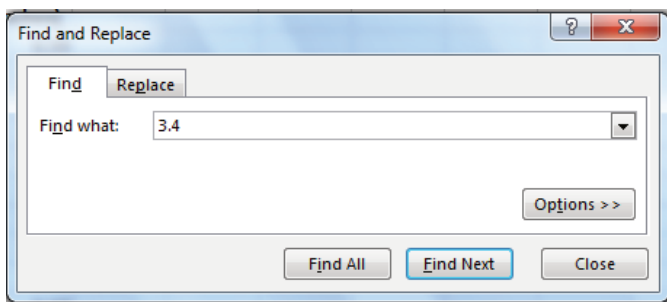 Find and Replace
Find Replace
Find what: 3.4
Options >>
Find All Find Next Close